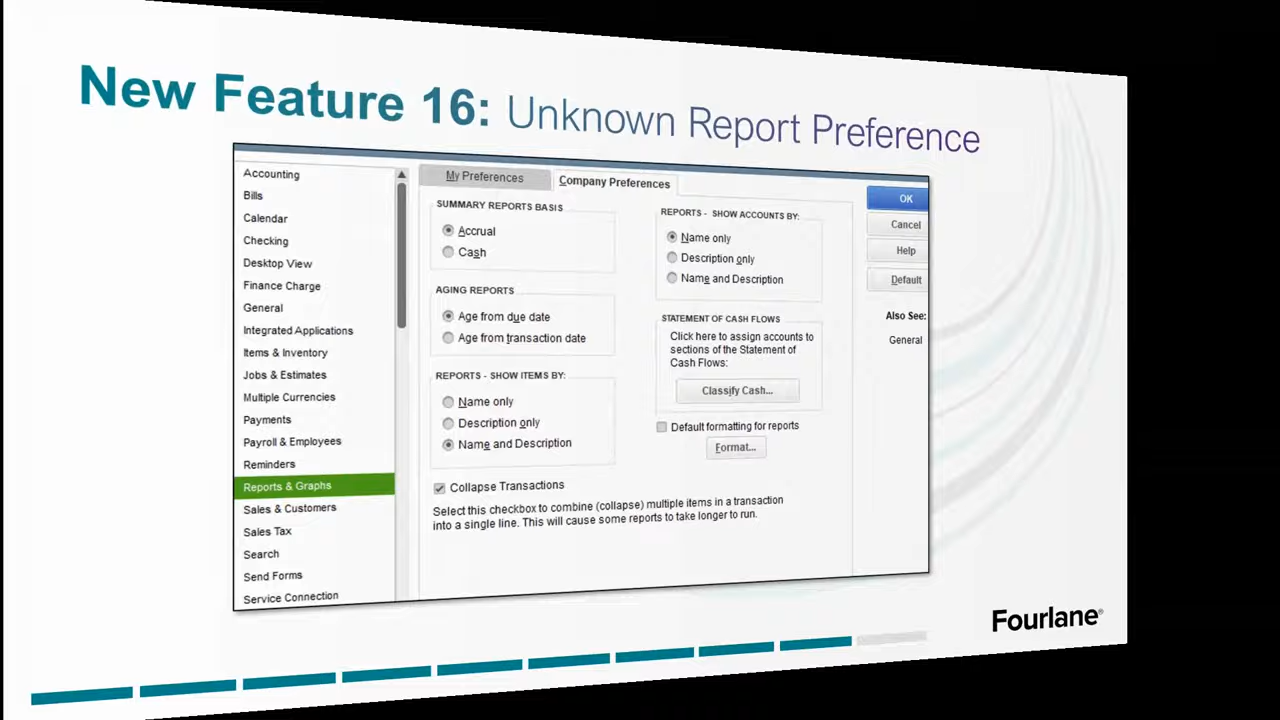 New Feature 16: Unknown Report Preference
Accounting
Bills
Calendar
Checking
Desktop View
Finance Charge
General
Integrated Applications
Items & Inventory
Jobs & Estimates
Multiple Currencies
Payments
Payroll & Employees
Reminders
Reports & Graphs
Sales & Customers
Sales Tax
Search
Send Forms
Service Connection
My Preferences
Company Preferences
SUMMARY REPORTS BASIS
Accrual
Cash
AGING REPORTS
Age from due date
Age from transaction date
REPORTS - SHOW ITEMS BY:
Name only
Description only
Name and Description
Collapse Transactions
Select this checkbox to combine (collapse) multiple items in a transaction
into a single line. This will cause some reports to take longer to run.
REPORTS - SHOW ACCOUNTS BY:
Name only
Description only
Name and Description
STATEMENT OF CASH FLOWS
Click here to assign accounts to
sections of the Statement of
Cash Flows:
Classify Cash...
Default formatting for reports
Format...
OK
Cancel
Help
Default
Also See:
General
Fourlane®